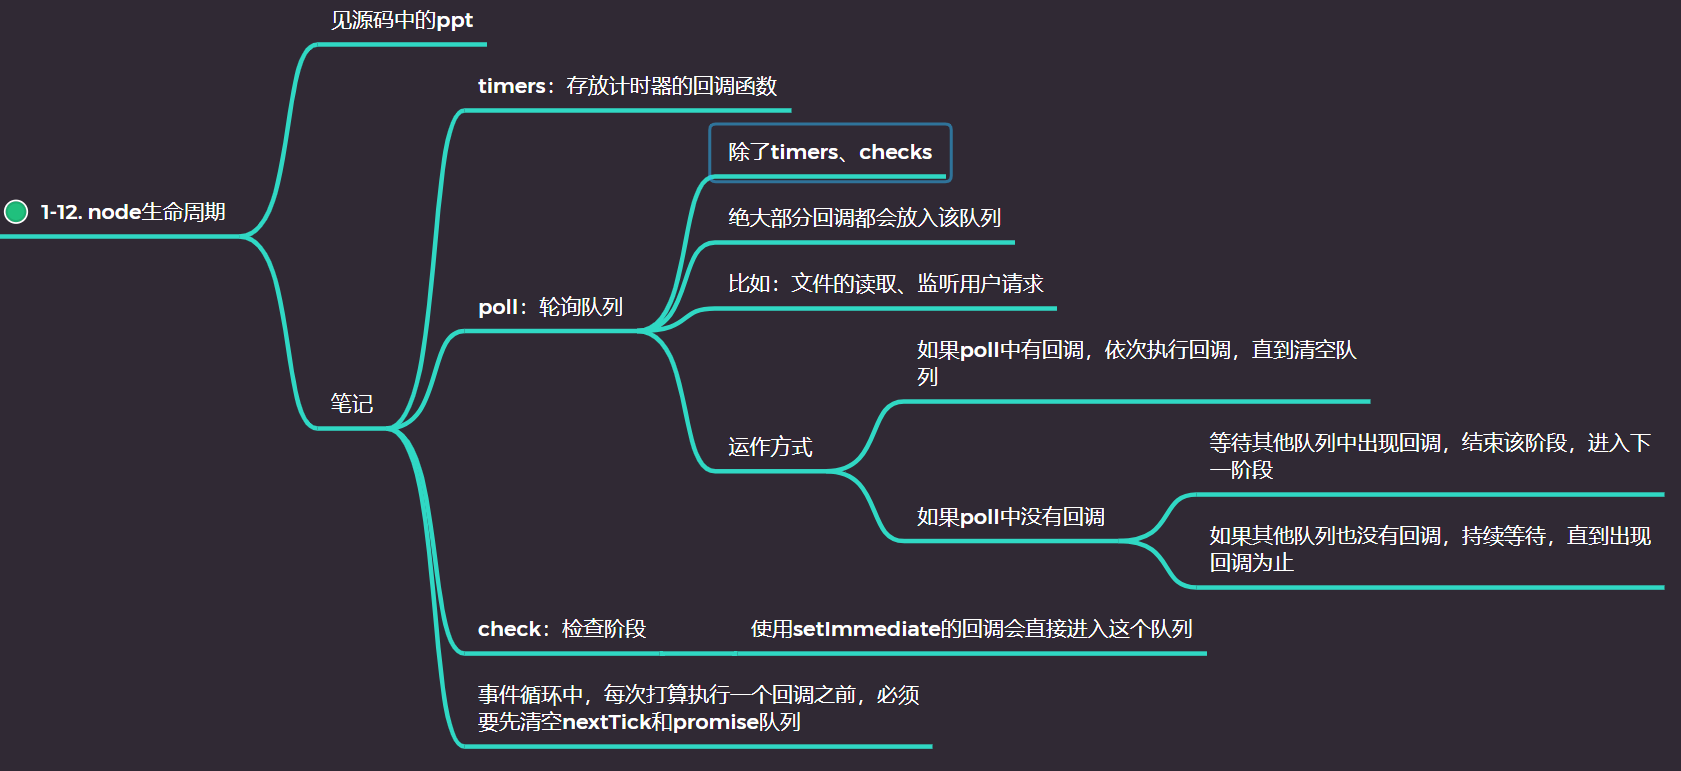 见源码中的ppt
timers：存放计时器的回调函数
除了timers、checks
绝大部分回调都会放入该队列
1-12. node生命周期
比如：文件的读取、监听用户请求
poll：轮询队列
如果poll中有回调，依次执行回调，直到清空队
列
笔记
运作方式
等待其他队列中出现回调，结束该阶段，进入下
一阶段
如果poll中没有回调
如果其他队列也没有回调，持续等待，直到出现
回调为止
check：检查阶段
使用setImmediate的回调会直接进入这个队列
事件循环中，每次打算执行一个回调之前，必须
要先清空nextTick和promise队列